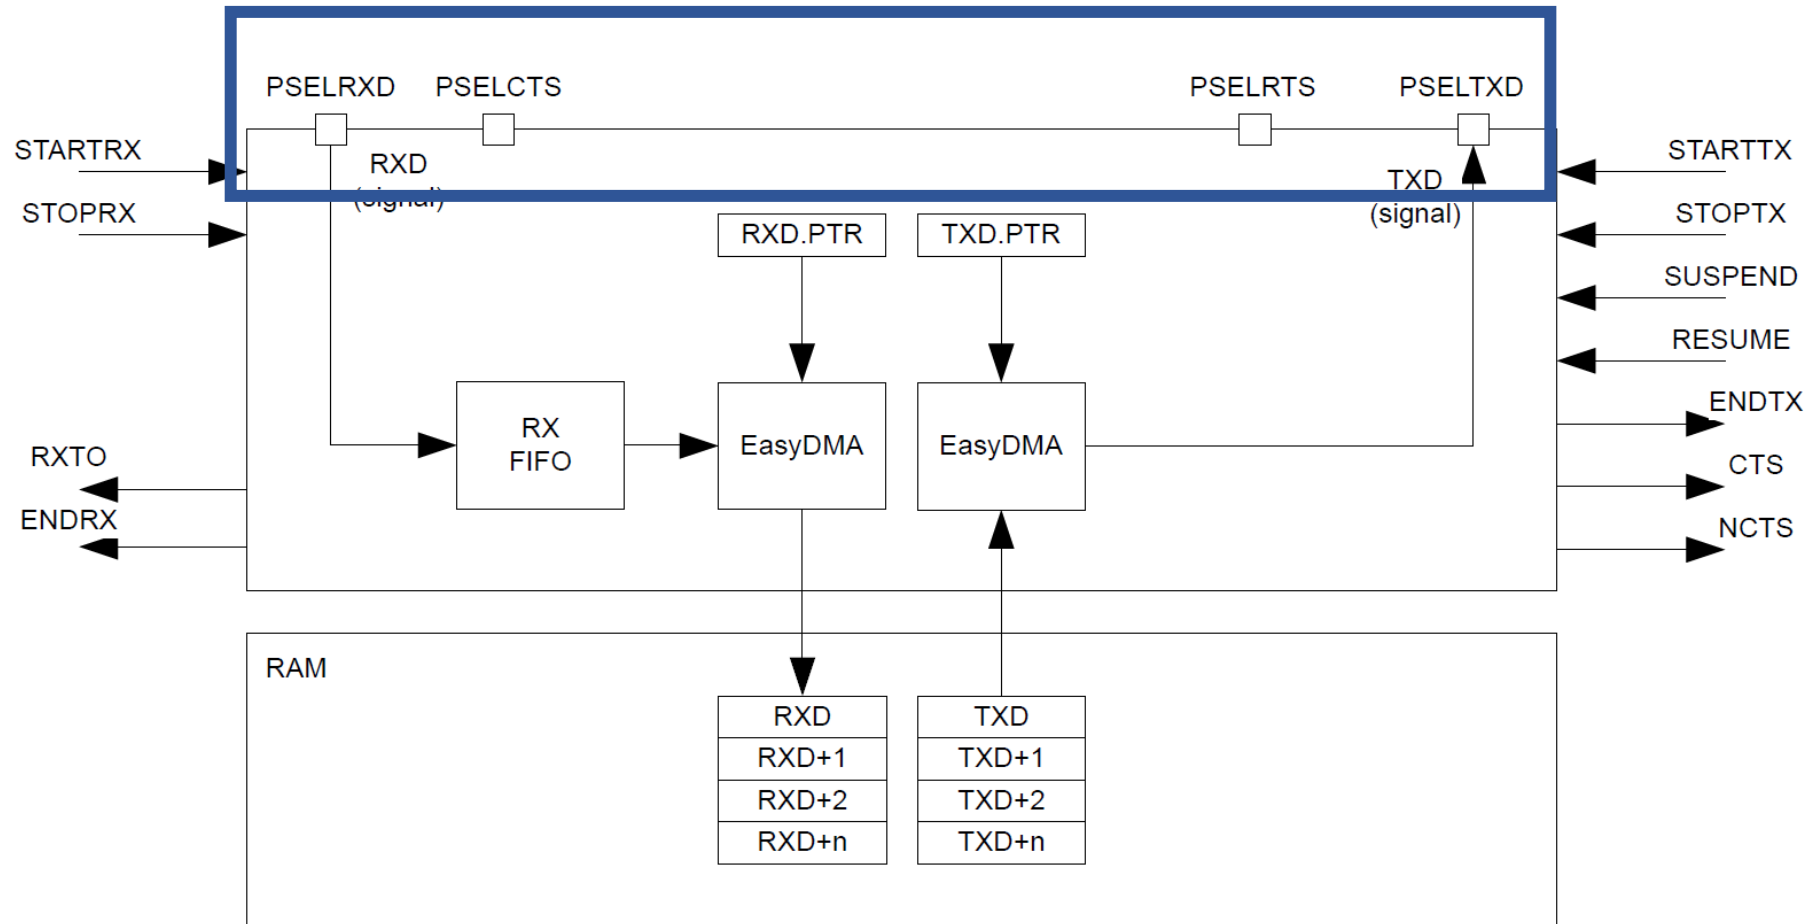 PSELRXD
PSELCTS
PSELRTS
PSELTXD
STARTRX
RXD
(signal)
TXD
(signal)
STARTTX
STOPRX
RXD.PTR
TXD.PTR
STOPTX
SUSPEND
RESUME
ENDTX
RX
FIFO
EasyDMA
EasyDMA
RXTO
CTS
ENDRX
NCTS
RAM
RXD
TXD
RXD+1
TXD+1
RXD+2
TXD+2
RXD+n
TXD+n